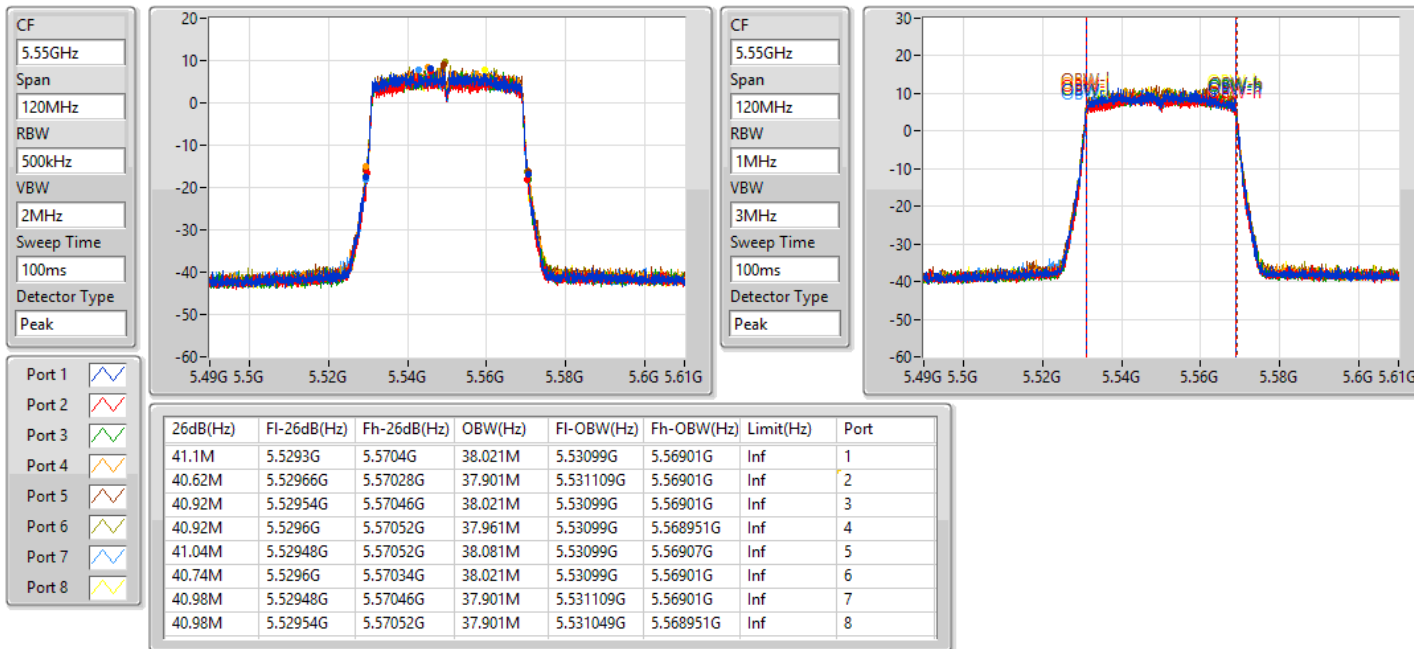 CF
5.55GHz
Span
120MHz
RBW
500kHz
VBW
2MHz
Sweep Time
100ms
Detector Type
Peak
20
10
0
-10
-20
-30
-40
-50
-60
5.49G 5.5G 5.52G 5.54G 5.56G 5.58G 5.6G 5.61G
CF
5.55GHz
Span
120MHz
RBW
1MHz
VBW
3MHz
Sweep Time
100ms
Detector Type
Peak
30
20
10
0
-10
-20
-30
-40
-50
-60
OBW-l OBW-h
5.49G 5.5G 5.52G 5.54G 5.56G 5.58G 5.6G 5.61G
Port 1
Port 2
Port 3
Port 4
Port 5
Port 6
Port 7
Port 8
26dB(Hz) Fl-26dB(Hz) Fh-26dB(Hz) OBW(Hz) Fl-OBW(Hz) Fh-OBW(Hz) Limit(Hz) Port
41.1M 5.5293G 5.5704G 38.021M 5.53099G 5.56901G Inf 1
40.62M 5.52966G 5.57028G 37.901M 5.531109G 5.56901G Inf 2
40.92M 5.52954G 5.57046G 38.021M 5.53099G 5.56901G Inf 3
40.92M 5.5296G 5.57052G 37.961M 5.53099G 5.568951G Inf 4
41.04M 5.52948G 5.57052G 38.081M 5.53099G 5.56907G Inf 5
40.74M 5.5296G 5.57034G 38.021M 5.53099G 5.56901G Inf 6
40.98M 5.52948G 5.57046G 37.901M 5.531109G 5.56901G Inf 7
40.98M 5.52954G 5.57052G 37.901M 5.531049G 5.568951G Inf 8